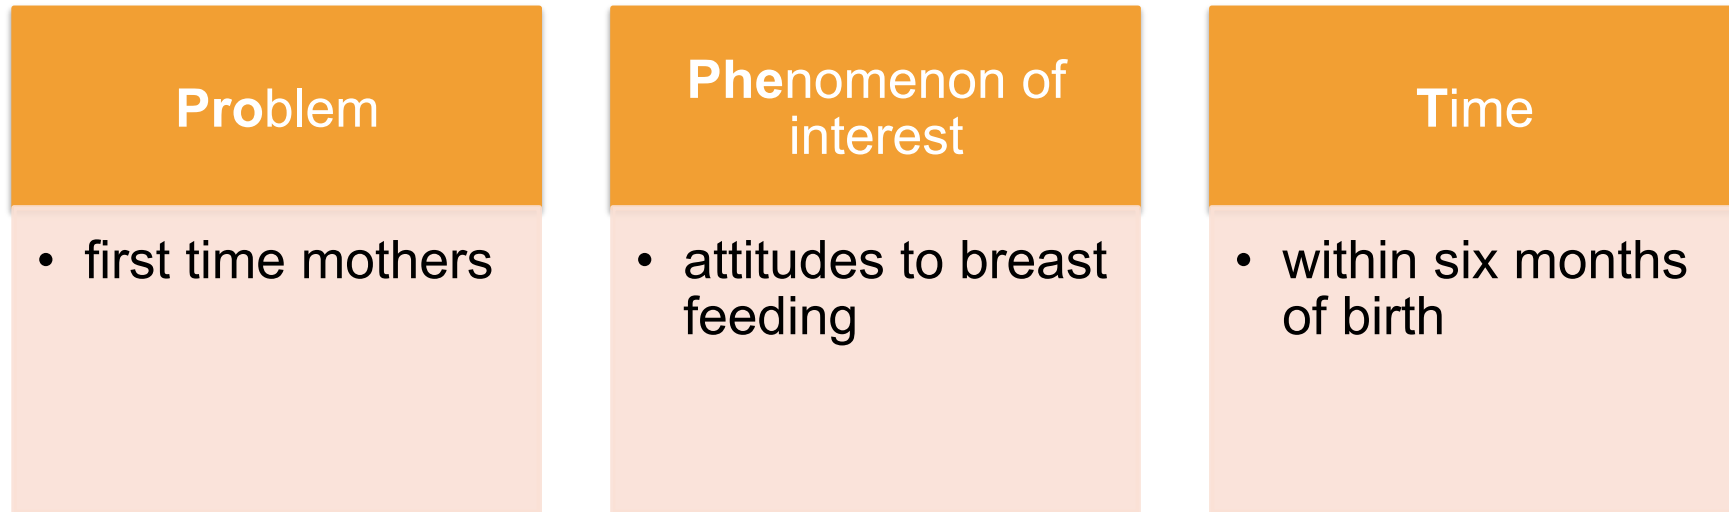 Problem
• first time mothers
Phenomenon of
interest
• attitudes to breast
feeding
Time
• within six months
of birth